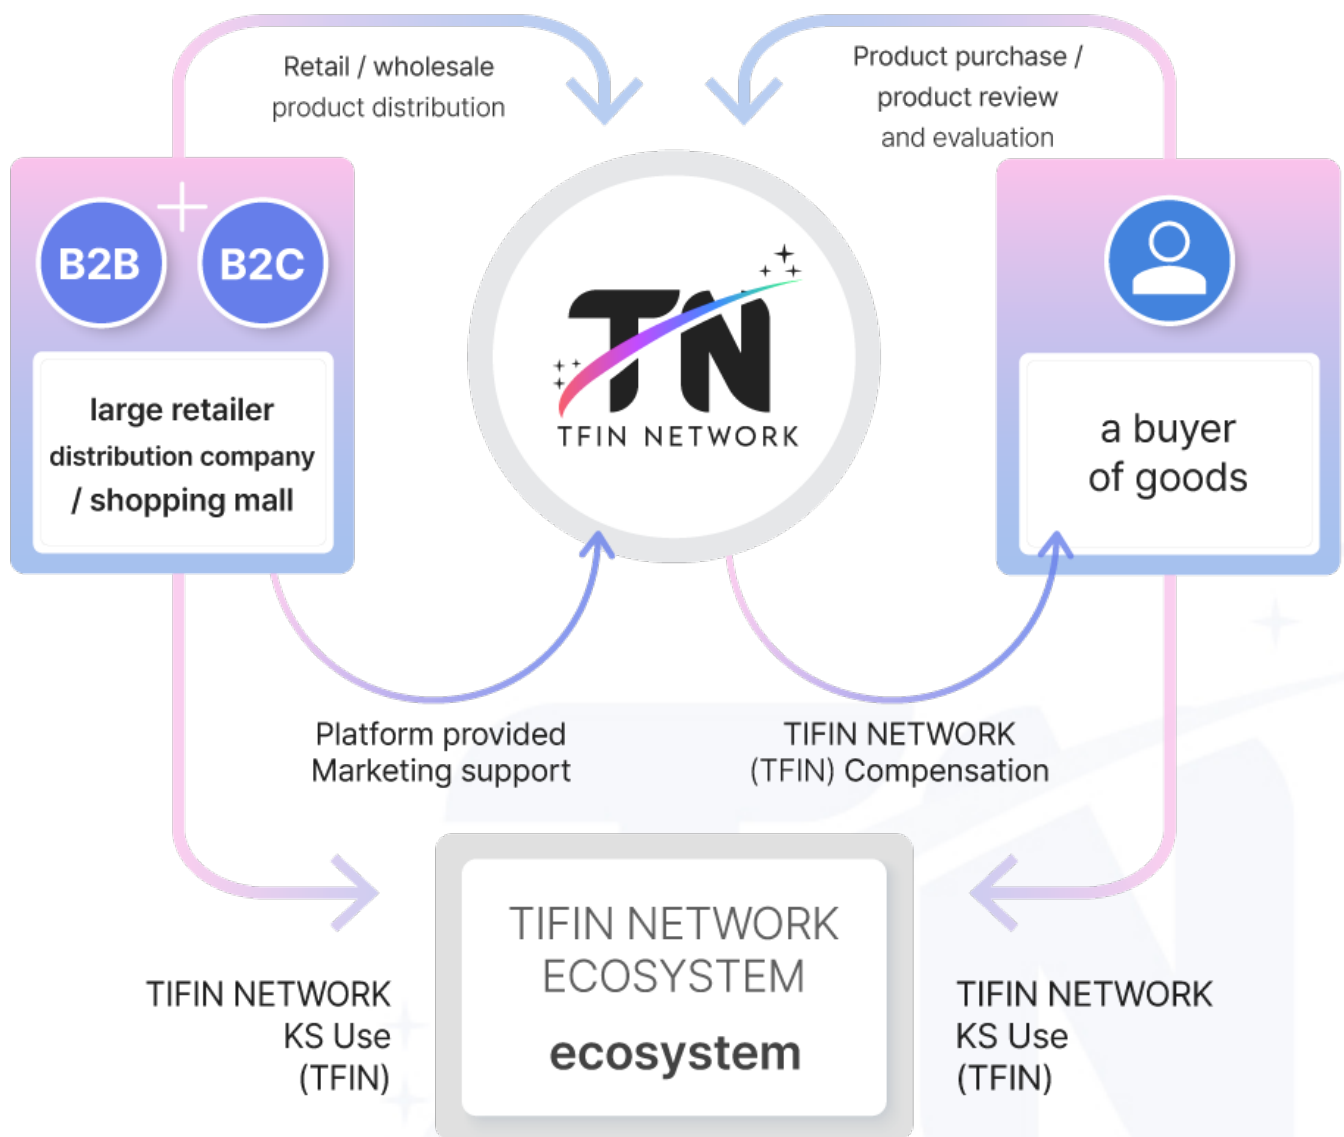 Retail / wholesale
product distribution
Product purchase /
product review
and evaluation
B2B
B2C
large retailer
distribution company
/ shopping mall
TN
TFIN NETWORK
a buyer
of goods
Platform provided
Marketing support
TIFIN NETWORK
(TFIN) Compensation
TIFIN NETWORK
ECOSYSTEM
ecosystem
TIFIN NETWORK
KS Use
(TFIN)
TIFIN NETWORK
KS Use
(TFIN)